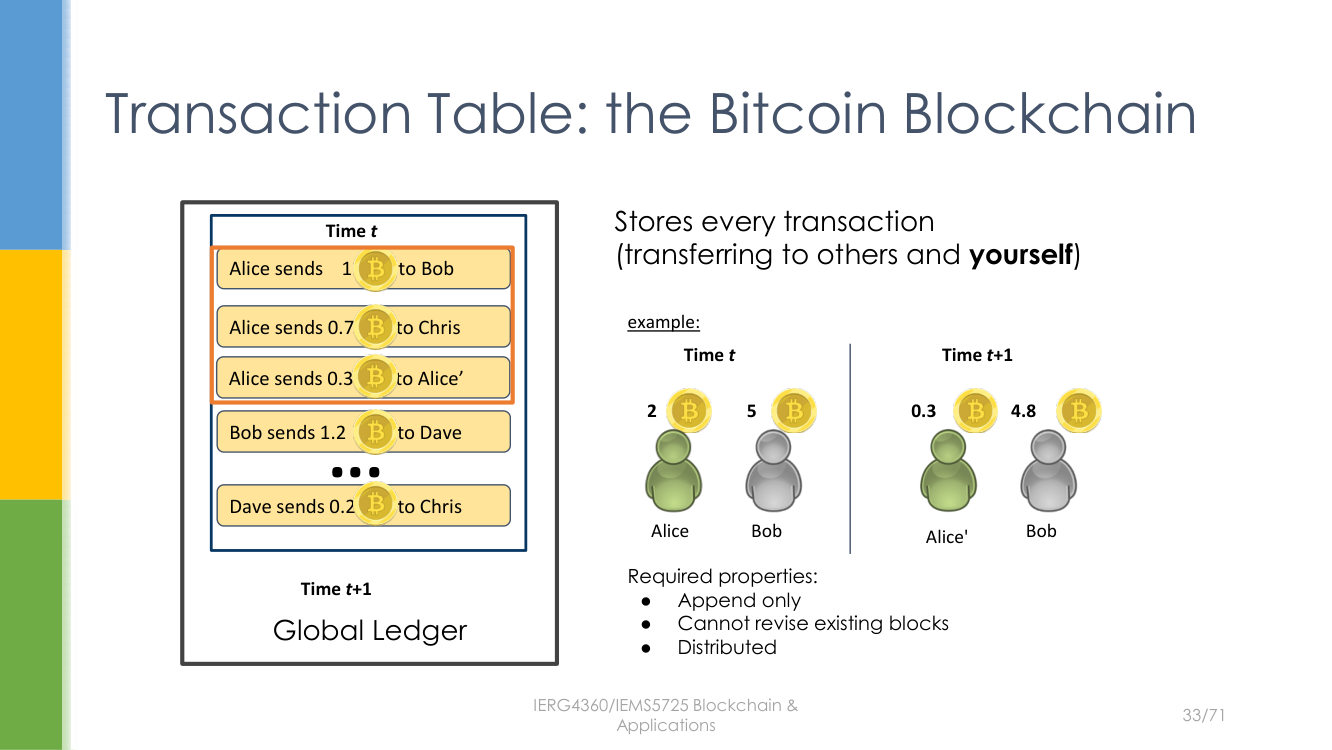 Transaction Table: the Bitcoin Blockchain
Time t
Alice sends 1 ₿ to Bob
Alice sends 0.7 ₿ to Chris
Alice sends 0.3 ₿ to Alice’
Bob sends 1.2 ₿ to Dave
...
Dave sends 0.2 ₿ to Chris
Time t+1
Global Ledger
Stores every transaction
(transferring to others and yourself)
example:
Time t
Time t+1
2 ₿ 5 ₿
0.3 ₿ 4.8 ₿
Alice Bob
Alice' Bob
Required properties:
● Append only
● Cannot revise existing blocks
● Distributed
IERG4360/IEMS5725 Blockchain &
Applications
33/71